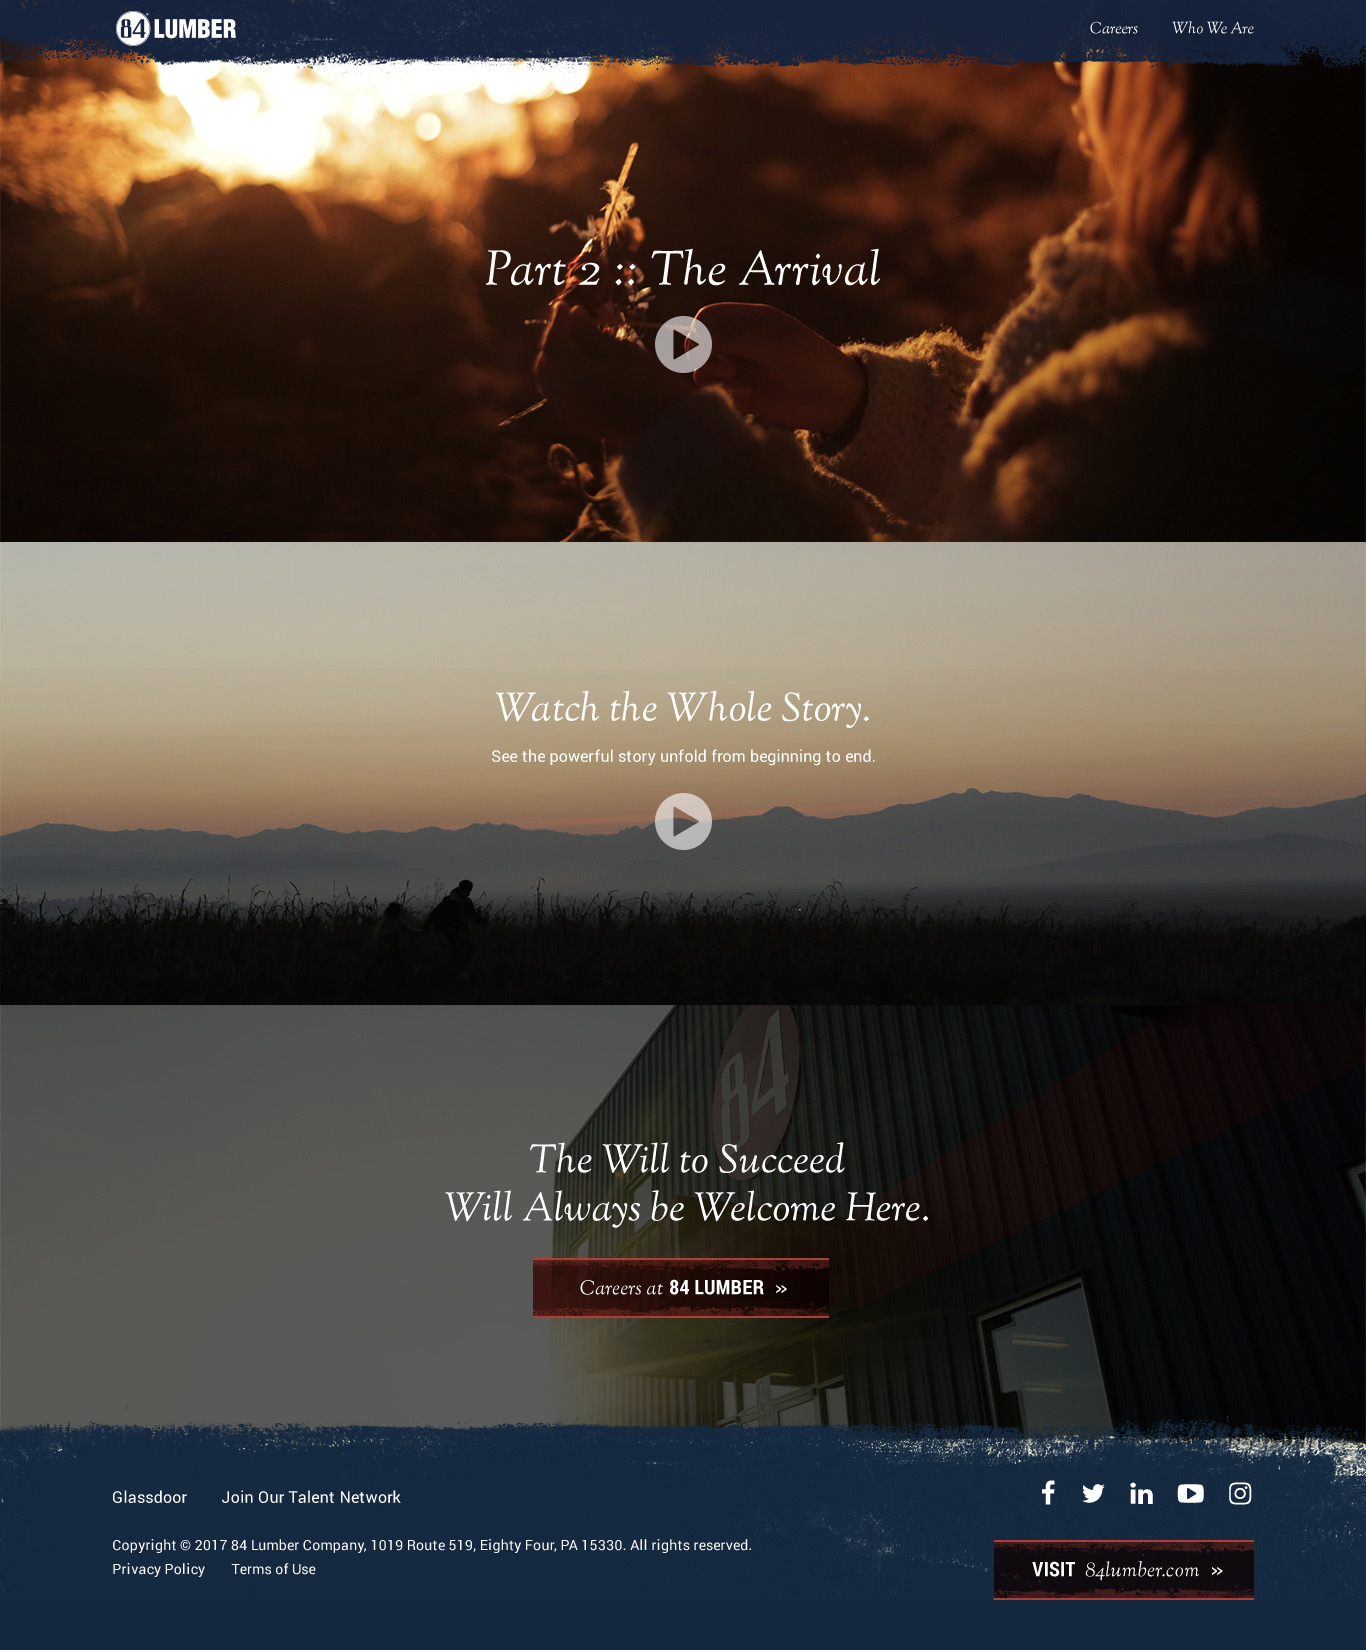 84 LUMBER
Careers Who We Are
Part 2 :: The Arrival
Watch the Whole Story.
See the powerful story unfold from beginning to end.
84
The Will to Succeed
Will Always be Welcome Here.
Careers at 84 LUMBER »
Glassdoor Join Our Talent Network
Copyright © 2017 84 Lumber Company, 1019 Route 519, Eighty Four, PA 15330. All rights reserved.
Privacy Policy Terms of Use
VISIT 84lumber.com »